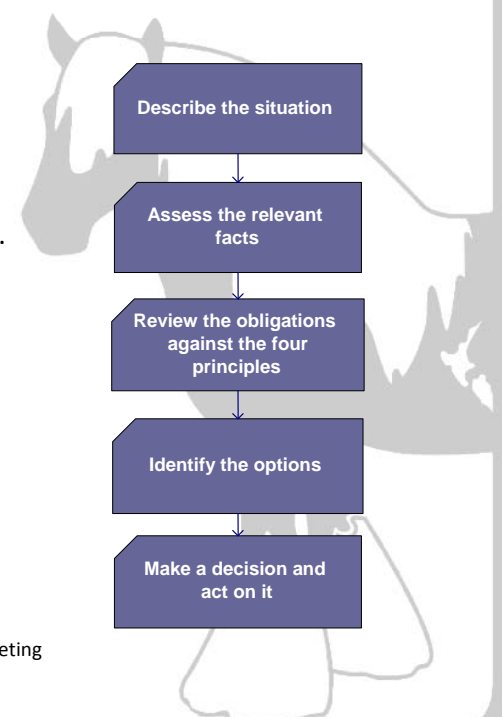 Describe the situation
Assess the relevant
facts
.
Review the obligations
against the four
principles
Identify the options
Make a decision and
act on it
eting